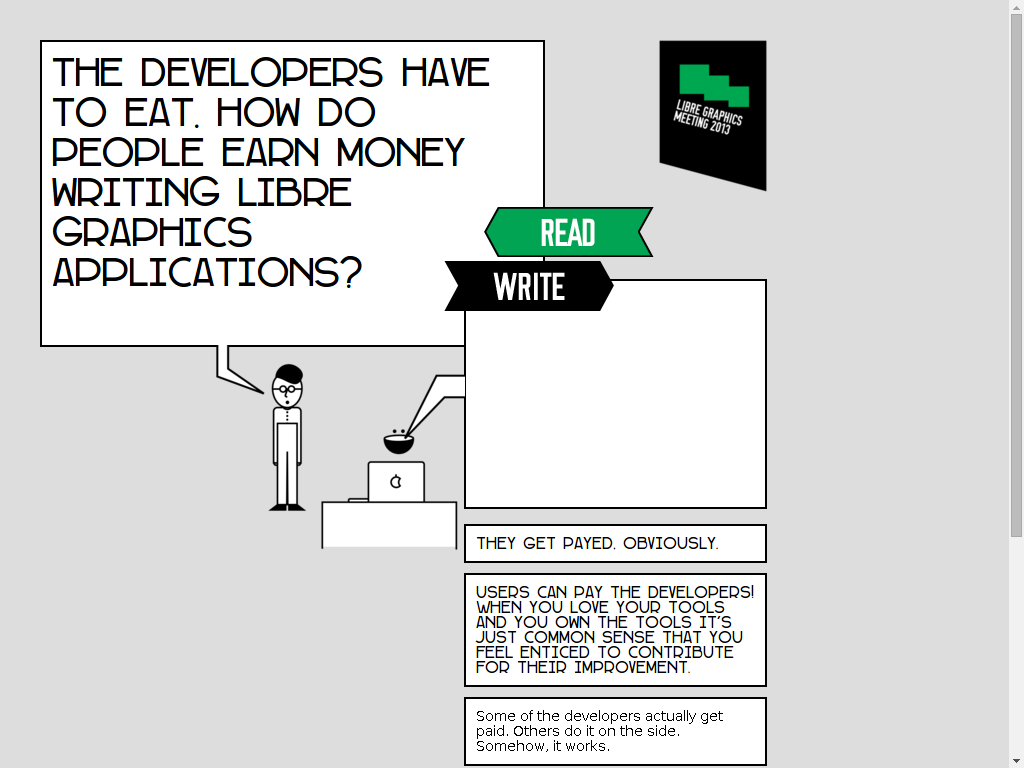 THE DEVELOPERS HAVE
TO EAT. HOW DO
PEOPLE EARN MONEY
WRITING LIBRE
GRAPHICS
APPLICATIONS?
LIBRE GRAPHICS
MEETING 2013
READ
WRITE
THEY GET PAYED. OBVIOUSLY.
USERS CAN PAY THE DEVELOPERS!
WHEN YOU LOVE YOUR TOOLS
AND YOU OWN THE TOOLS IT'S
JUST COMMON SENSE THAT YOU
FEEL ENTICED TO CONTRIBUTE
FOR THEIR IMPROVEMENT.
Some of the developers actually get
paid. Others do it on the side.
Somehow, it works.